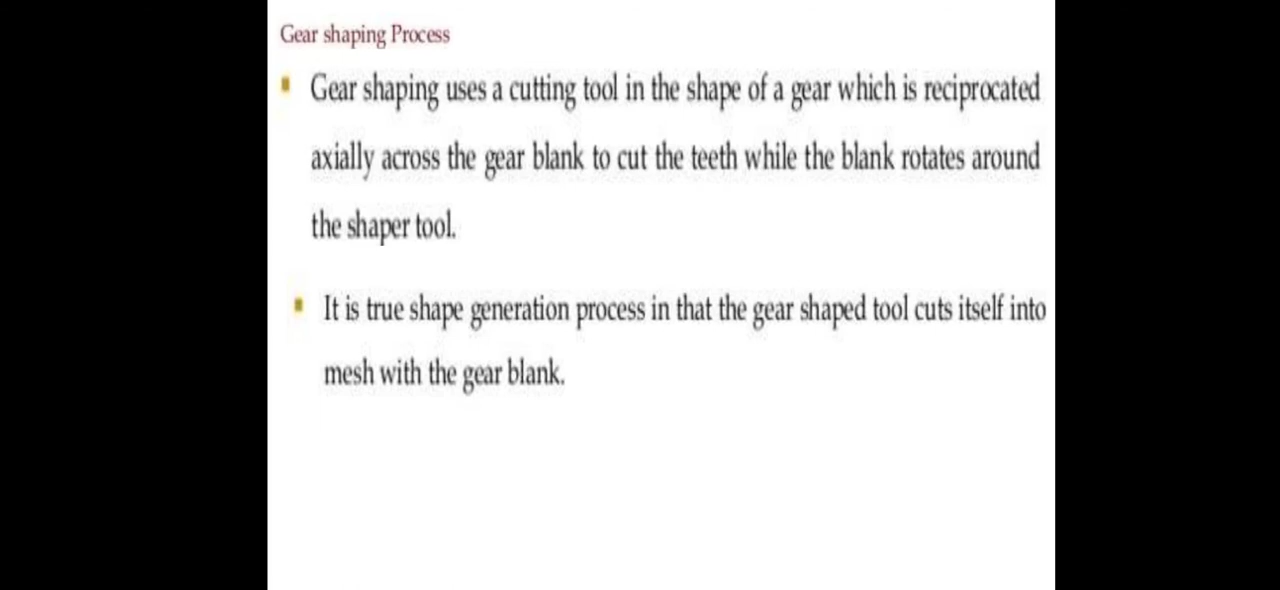 Gear shaping Process
Gear shaping uses a cutting tool in the shape of a gear which is reciprocated
axially across the gear blank to cut the teeth while the blank rotates around
the shaper tool.
It is true shape generation process in that the gear shaped tool cuts itself into
mesh with the gear blank.